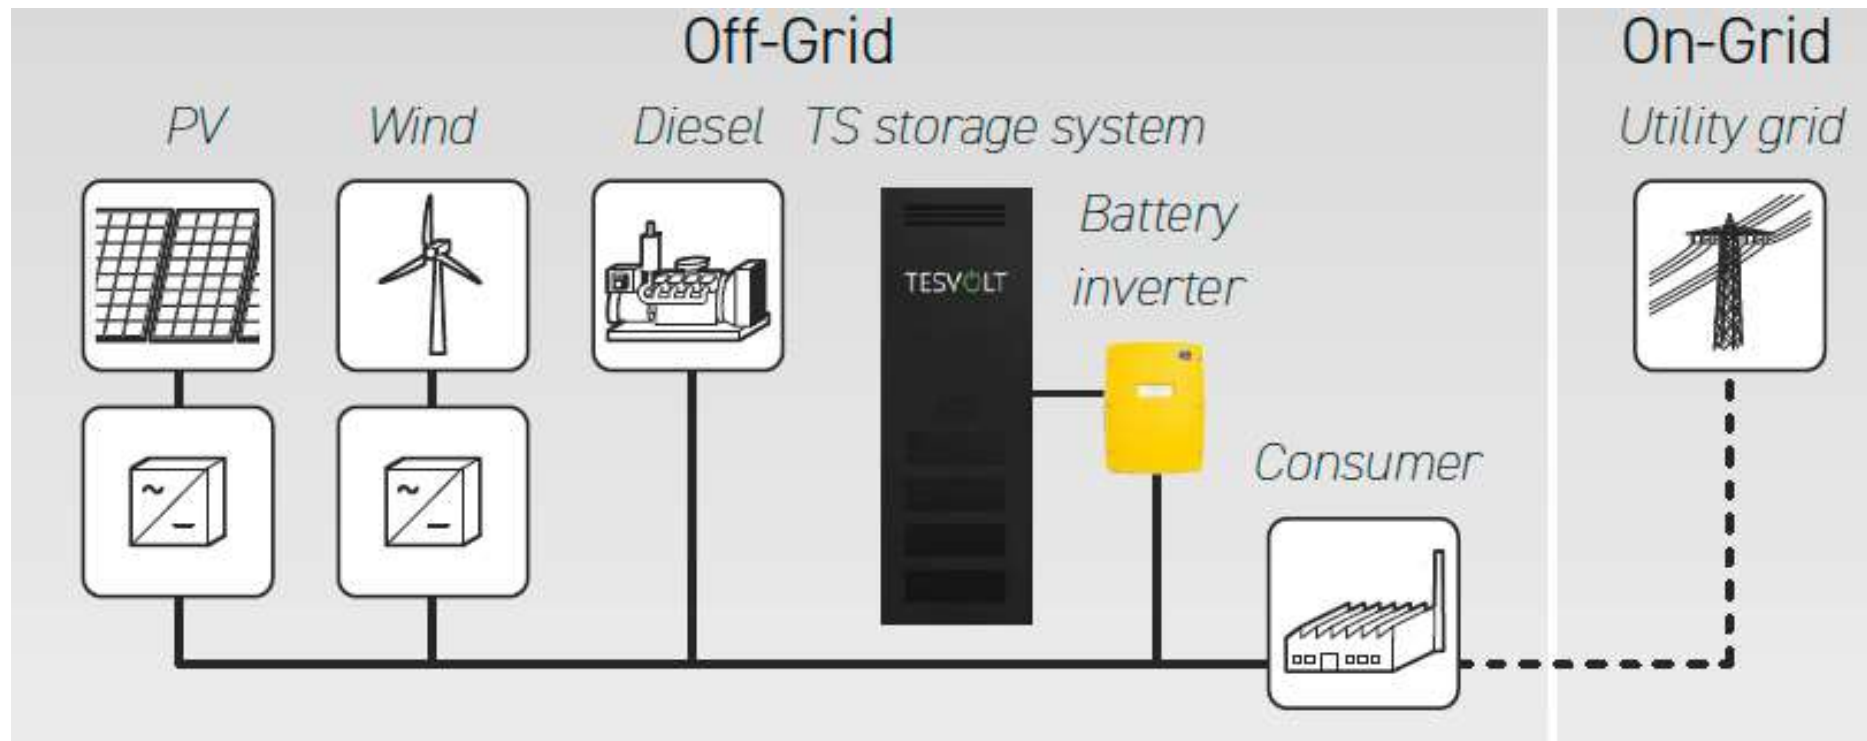 Off-Grid
On-Grid
PV
Wind
Diesel
TS storage system
Utility grid
Battery
inverter
TESVOLT
Consumer